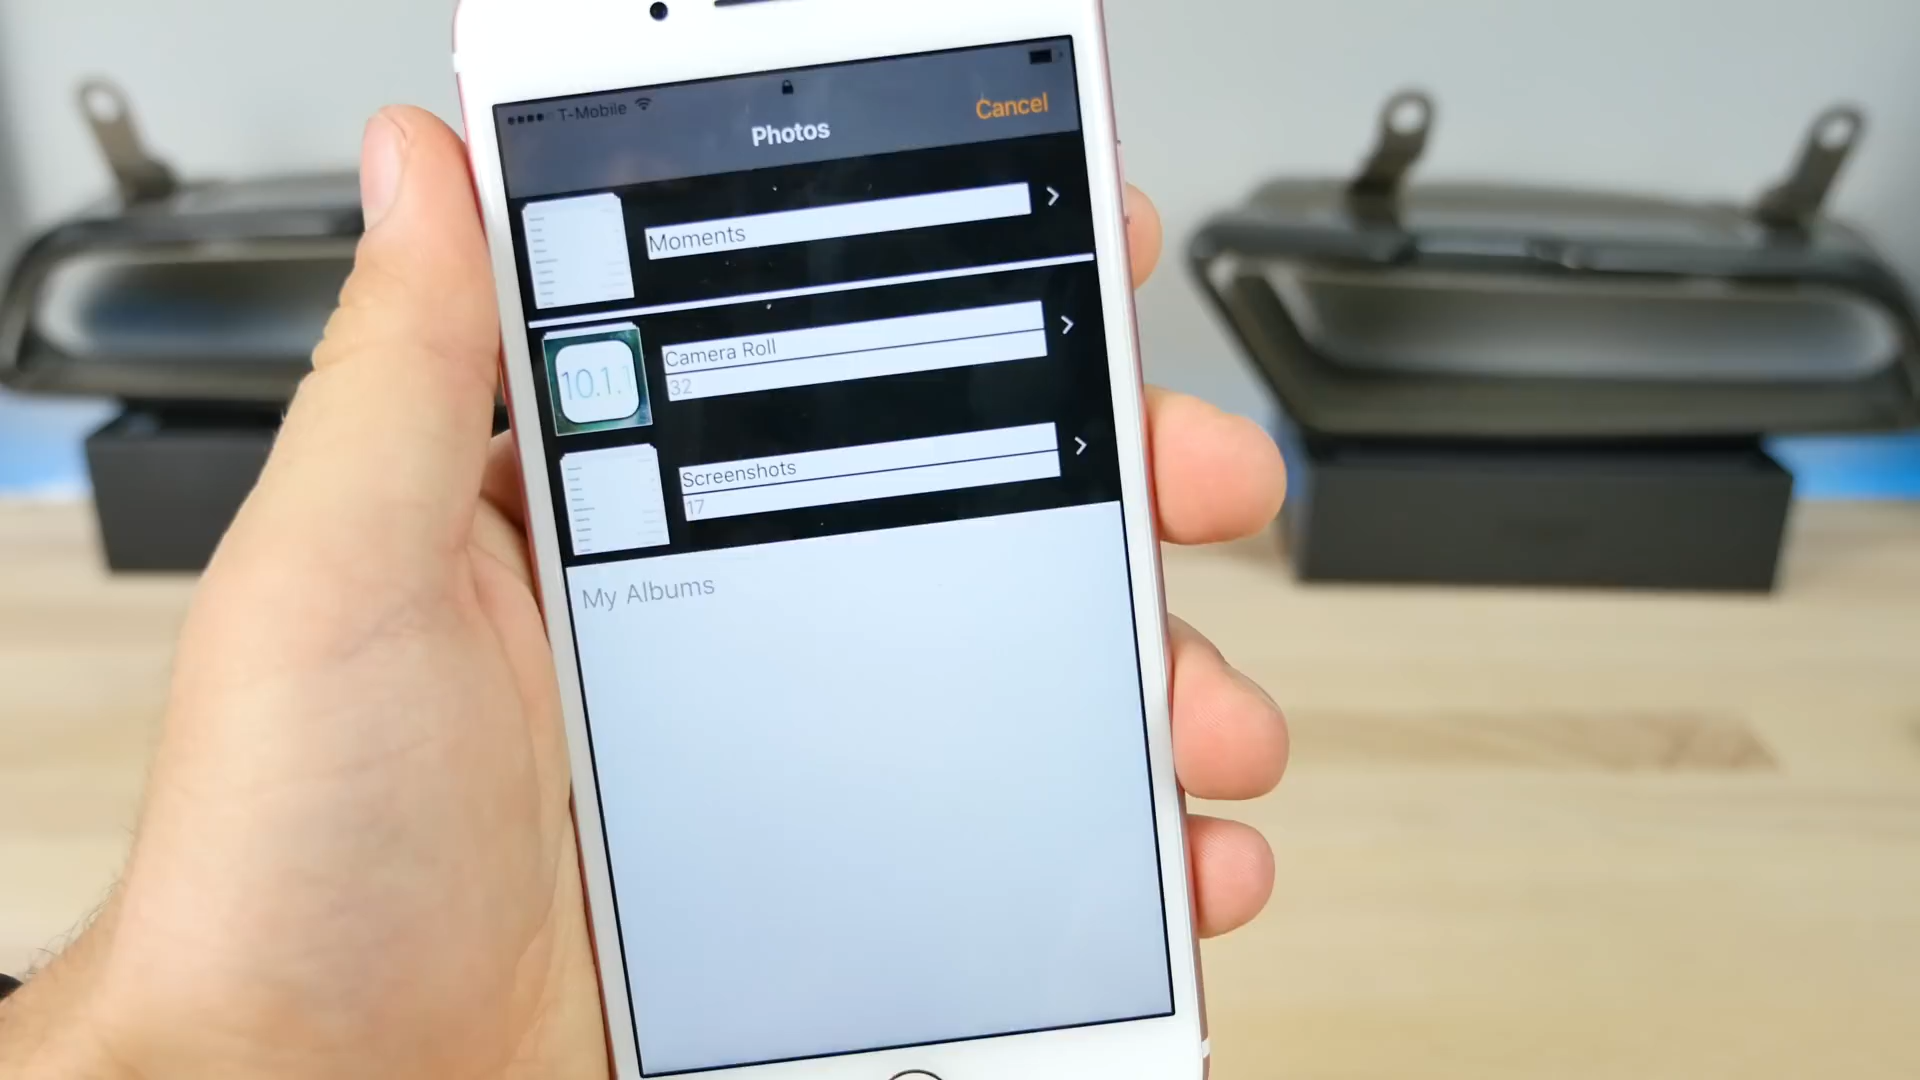 T-Mobile
Photos
Cancel
Moments
Camera Roll
32
10.1.1
Screenshots
17
My Albums